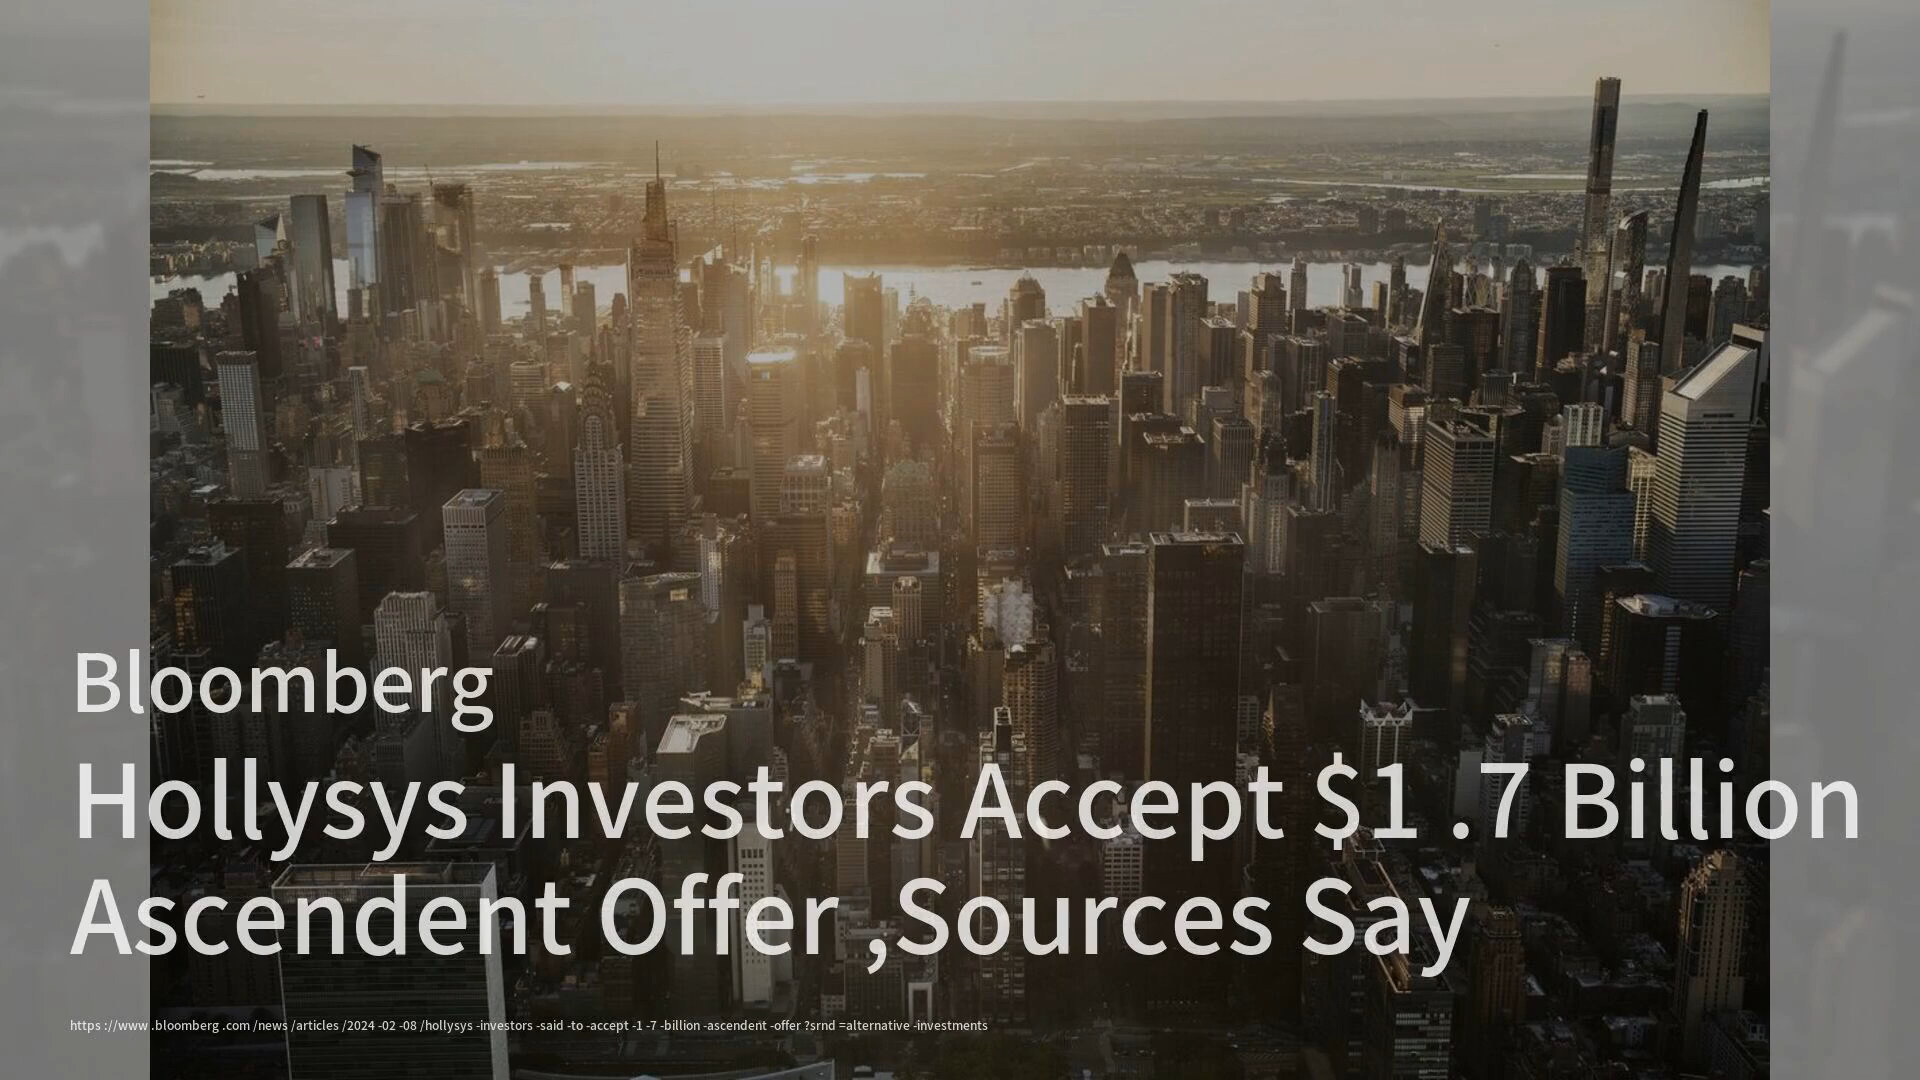 Bloomberg
Hollysys Investors Accept $1 .7 Billion
Ascendent Offer ,Sources Say
https ://www .bloomberg .com /news /articles /2024 -02 -08 /hollysys -investors -said -to -accept -1 -7 -billion -ascendent -offer ?srnd =alternative -investments